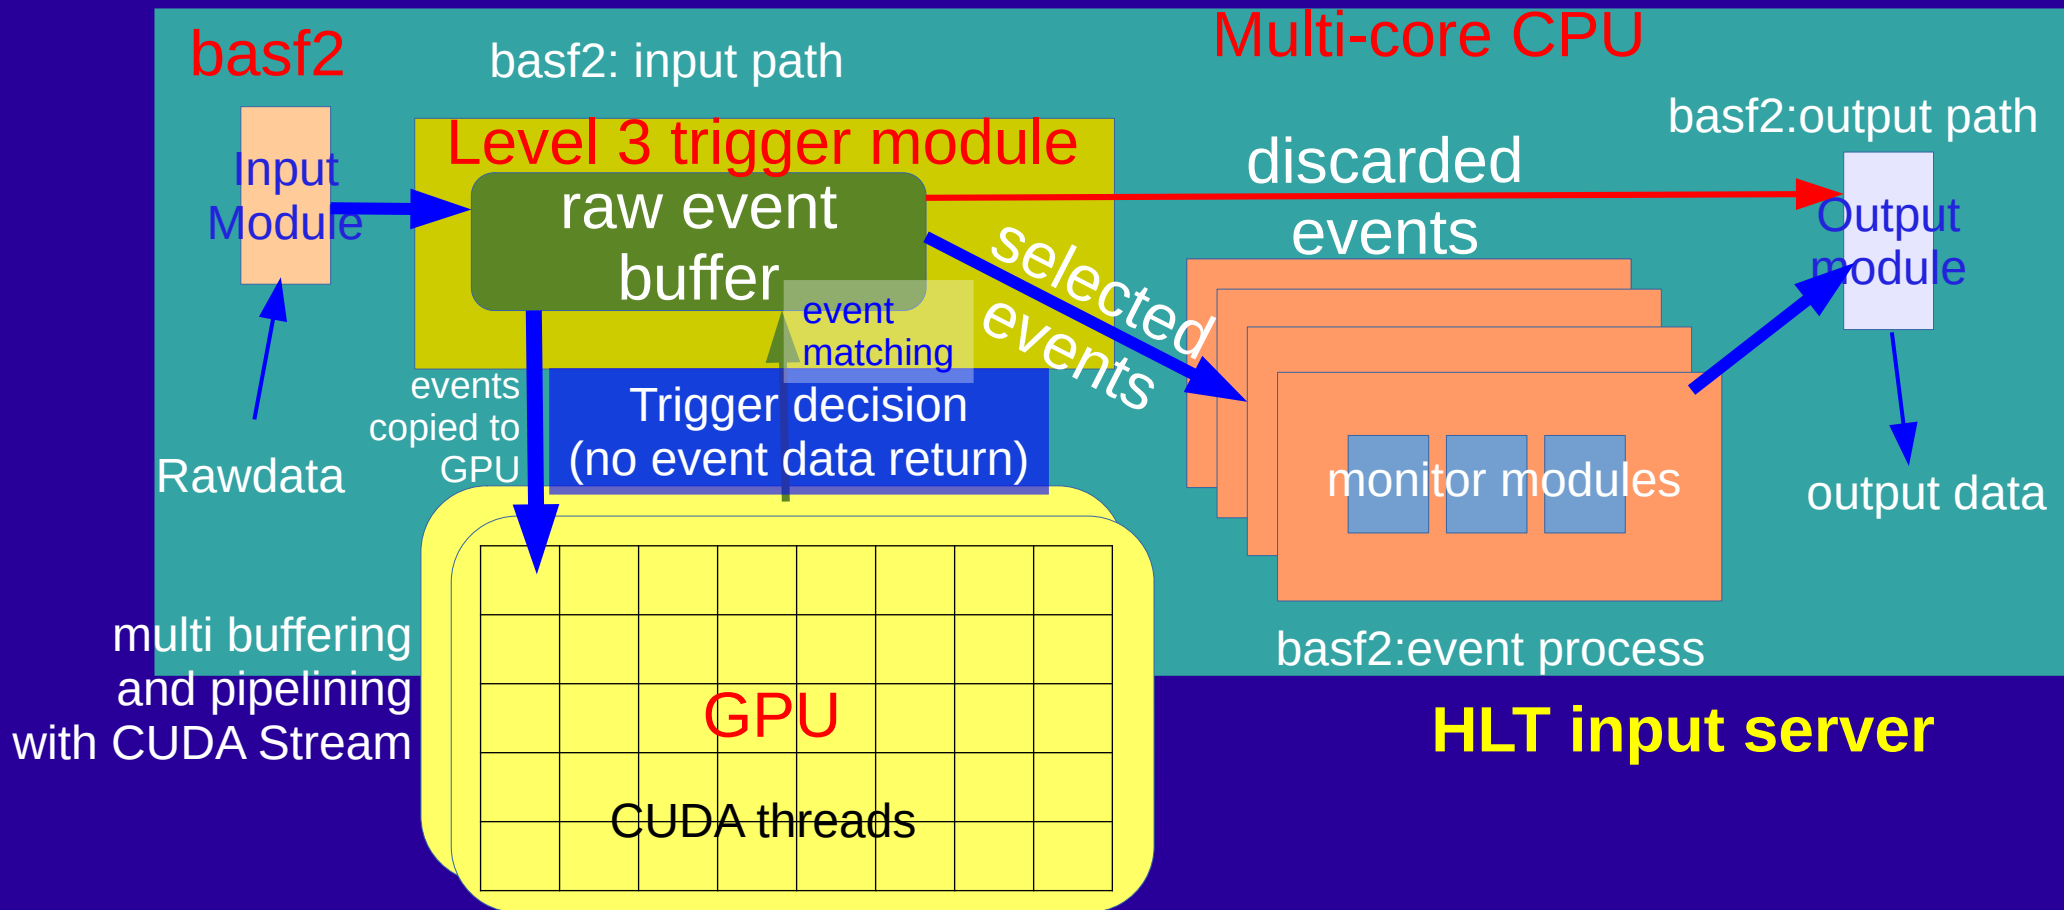 basf2
basf2: input path
Multi-core CPU
basf2:output path
Input
Module
Level 3 trigger module
raw event
buffer
event
matching
discarded
events
selected
events
Output
module
events
copied to
GPU
Trigger decision
(no event data return)
Rawdata
monitor modules
output data
multi buffering
and pipelining
with CUDA Stream
basf2:event process
GPU
CUDA threads
HLT input server